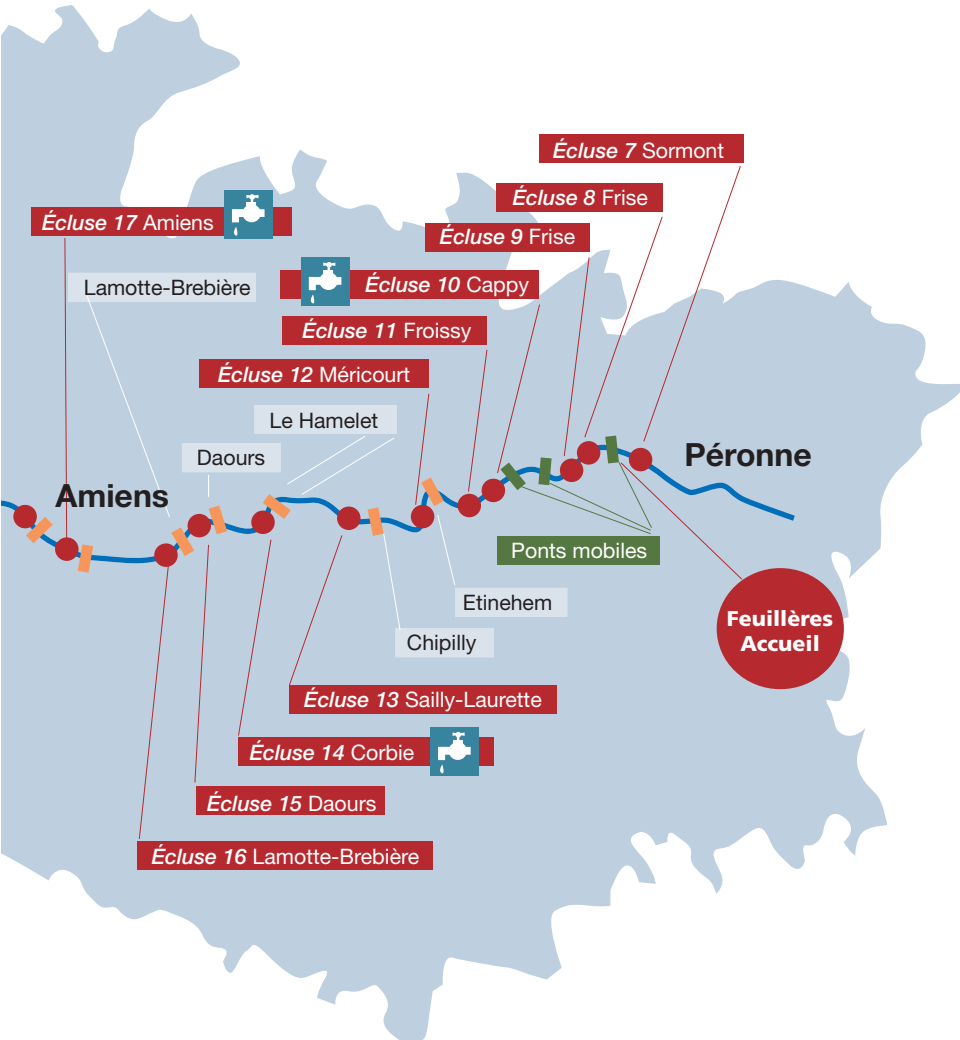 Écluse 7 Sormont
Écluse 8 Frise
Écluse 17 Amiens
Écluse 9 Frise
Lamotte-Brebière
Écluse 10 Cappy
Écluse 11 Froissy
Écluse 12 Méricourt
Le Hamelet
Daours
Péronne
Amiens
Ponts mobiles
Etinehem
Feuillères
Accueil
Chipilly
Écluse 13 Sailly-Laurette
Écluse 14 Corbie
Écluse 15 Daours
Écluse 16 Lamotte-Brebière